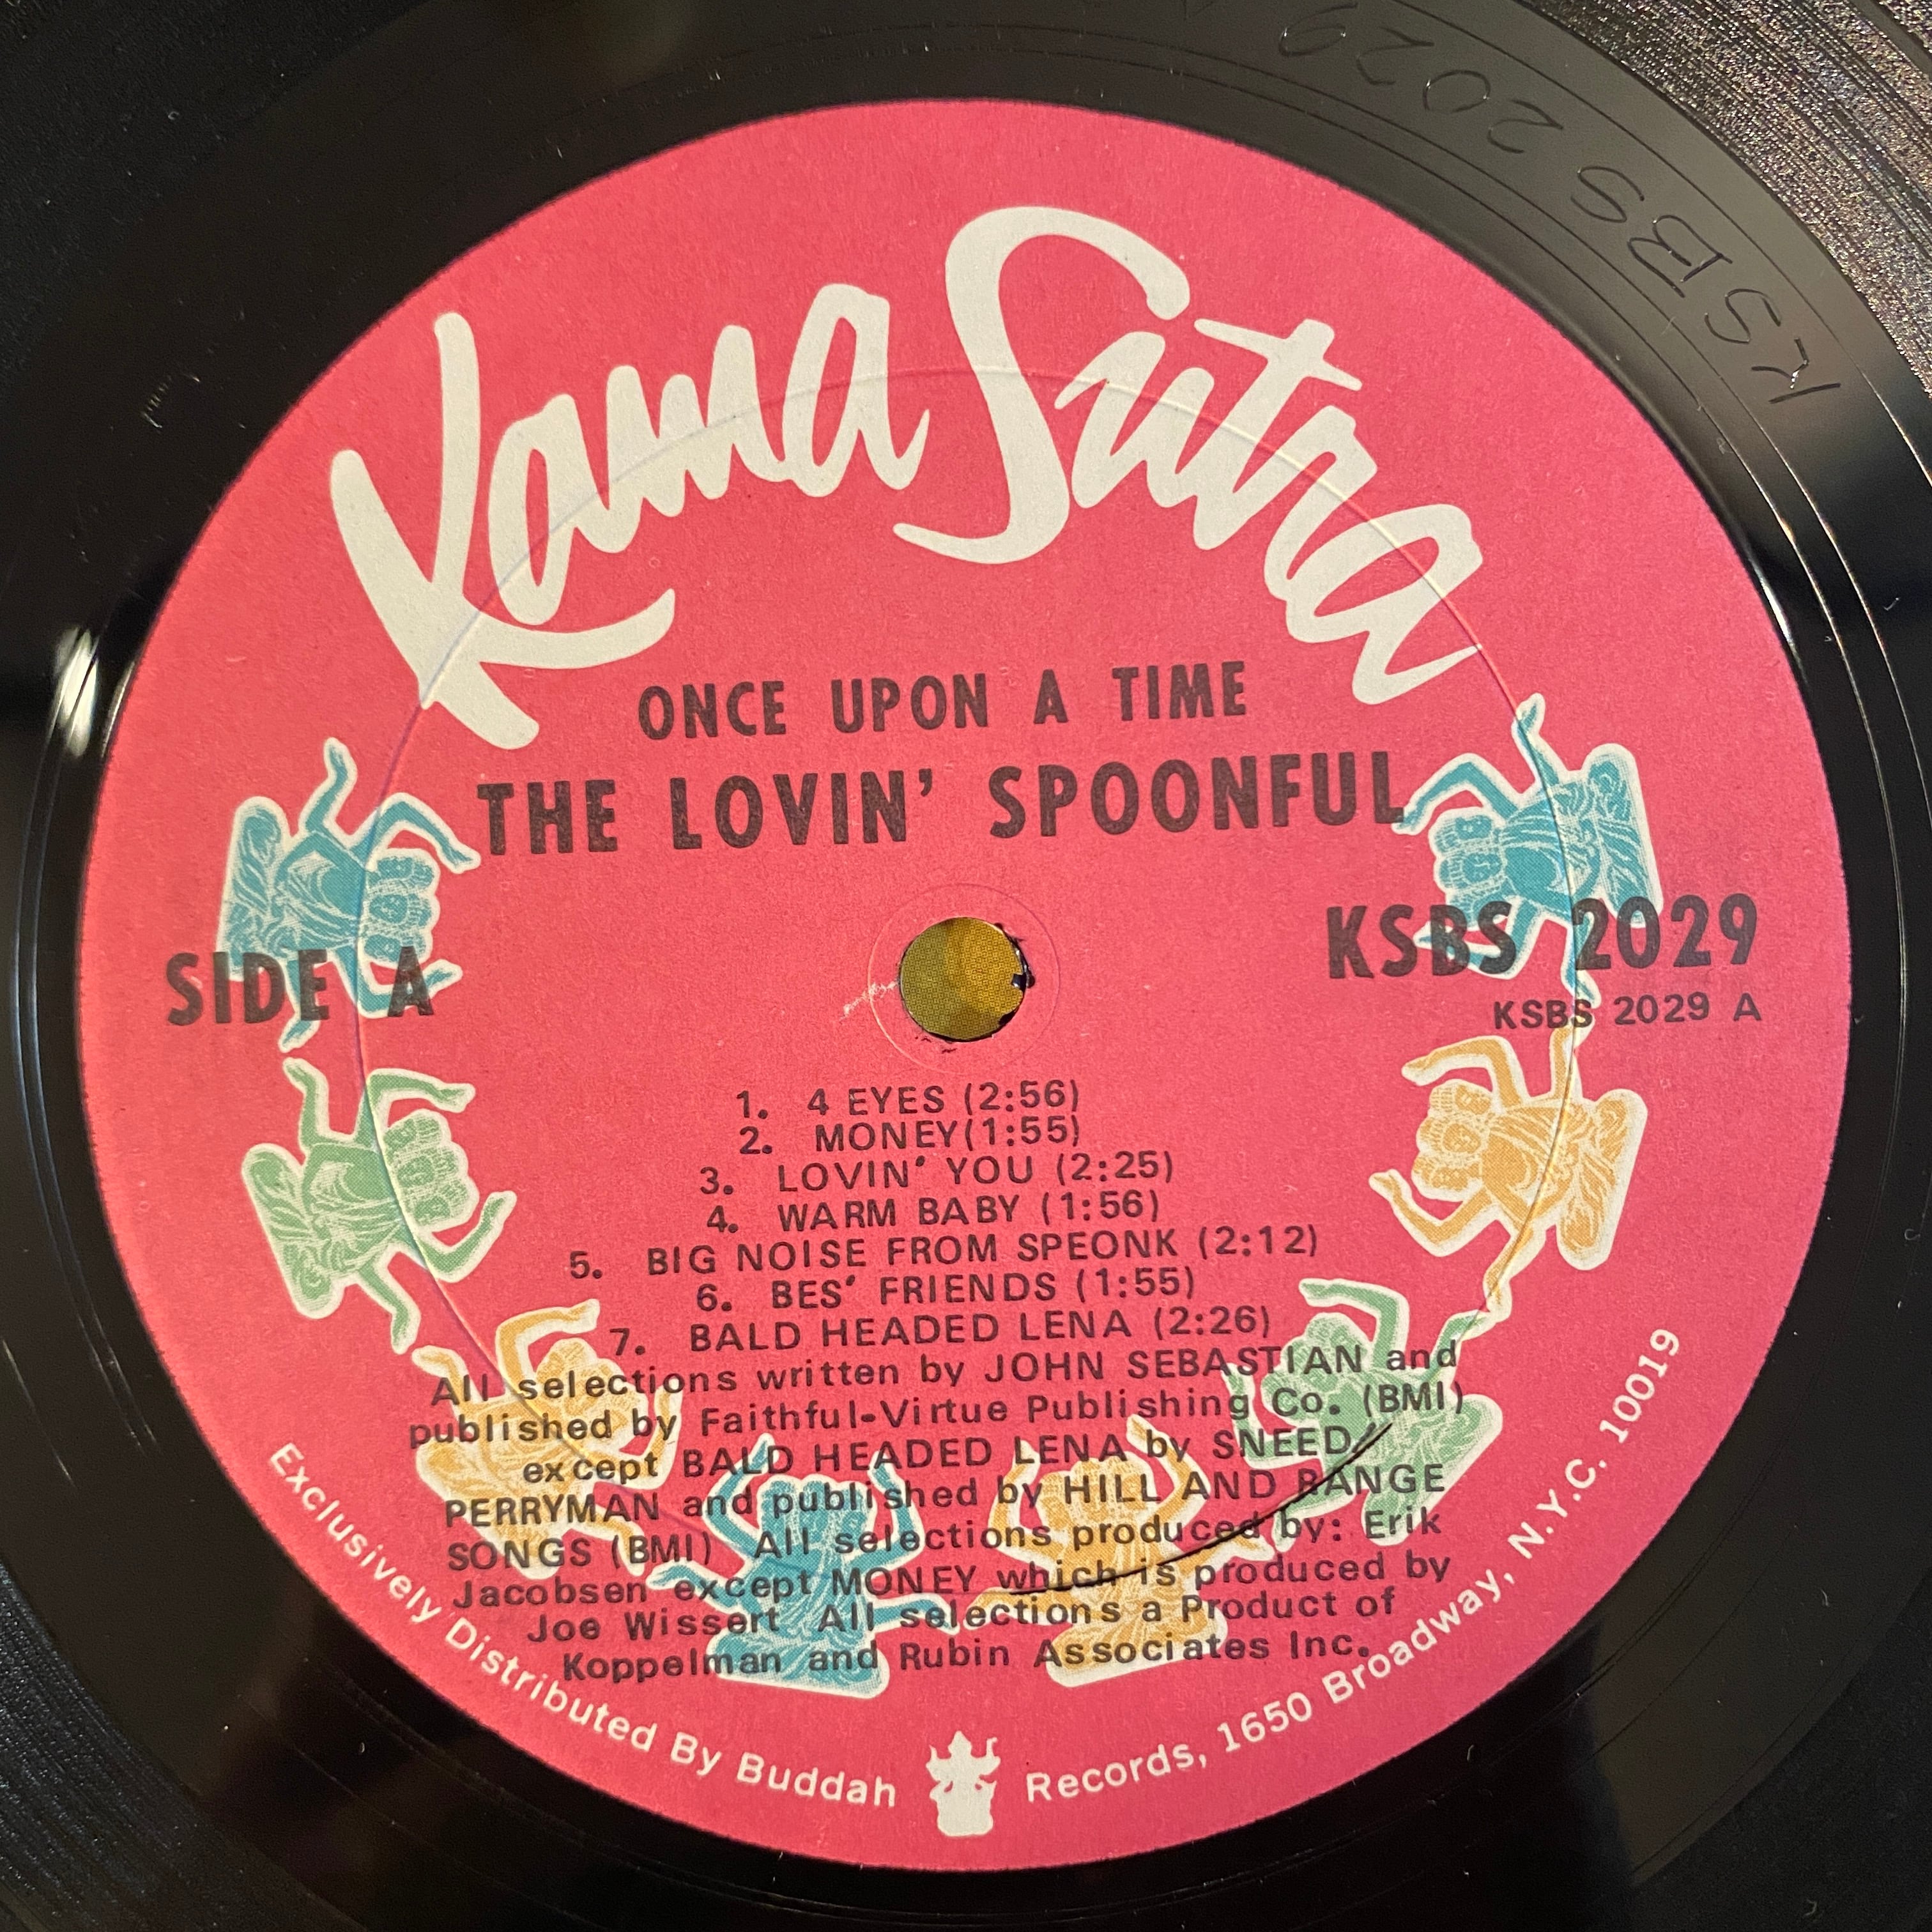 KSBS 2029
Kama Sutra
ONCE UPON A TIME
THE LOVIN' SPOONFUL
SIDE A
KSBS 2029
KSBS 2029 A
1. 4 EYES (2:56)
2. MONEY(1:55)
3. LOVIN' YOU (2:25)
4. WARM BABY (1:56)
5. BIG NOISE FROM SPEONK (2:12)
6. BES' FRIENDS (1:55)
7. BALD HEADED LENA (2:26)
All selections written by JOHN SEBASTIAN and
published by Faithful-Virtue Publishing Co. (BMI)
except BALD HEADED LENA by SNEED/
PERRYMAN and published by HILL AND RANGE
SONGS (BMI) All selections produced by: Erik
Jacobsen except MONEY which is produced by
Joe Wissert All selections a Product of
Koppelman and Rubin Associates Inc.
Exclusively Distributed By Buddah Records, 1650 Broadway, N.Y.C. 10019